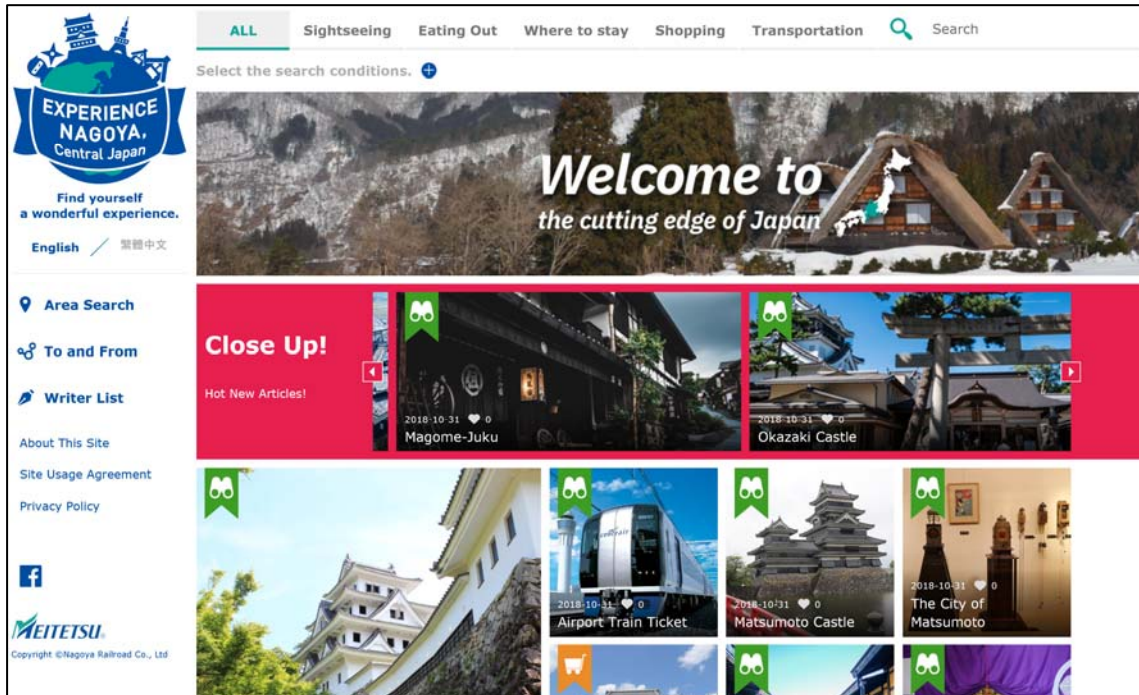 EXPERIENCE
NAGOYA,
Central Japan
Find yourself
a wonderful experience.
English / 繁體中文
Area Search
To and From
Writer List
About This Site
Site Usage Agreement
Privacy Policy
MEITETSU
Copyright ©Nagoya Railroad Co., Ltd
ALL Sightseeing Eating Out Where to stay Shopping Transportation Search
Select the search conditions.
Welcome to
the cutting edge of Japan
Close Up!
Hot New Articles!
2018-10-31 0
Magome-Juku
2018-10-31 0
Okazaki Castle
2018-10-31 0
Airport Train Ticket
2018-10-31 0
Matsumoto Castle
2018-10-31 0
The City of
Matsumoto